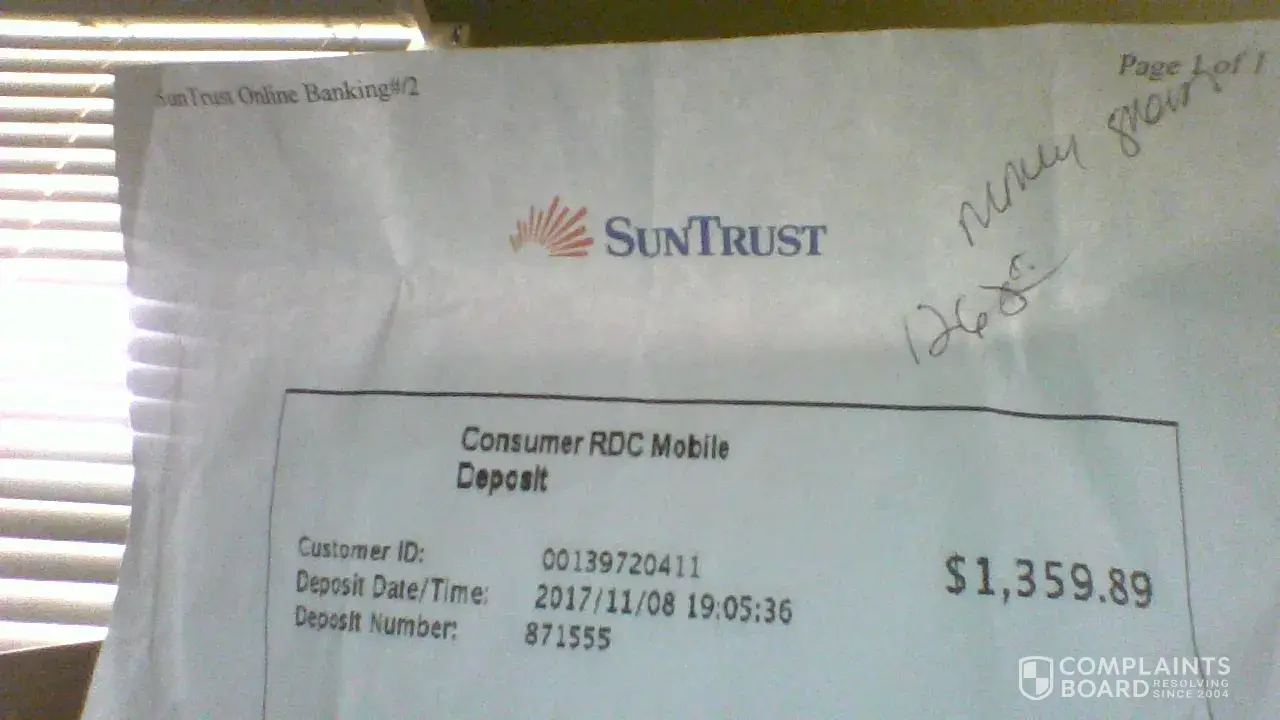 SunTrust Online Banking#/2
Page 1 of 1
money
SUNTRUST
Consumer RDC Mobile
Deposit
Customer ID: 00139720411
$1,359.89
Deposit Date/Time: 2017/11/08 19:05:36
Deposit Number: 871555
COMPLAINTS
BOARD RESOLVING
SINCE 2004